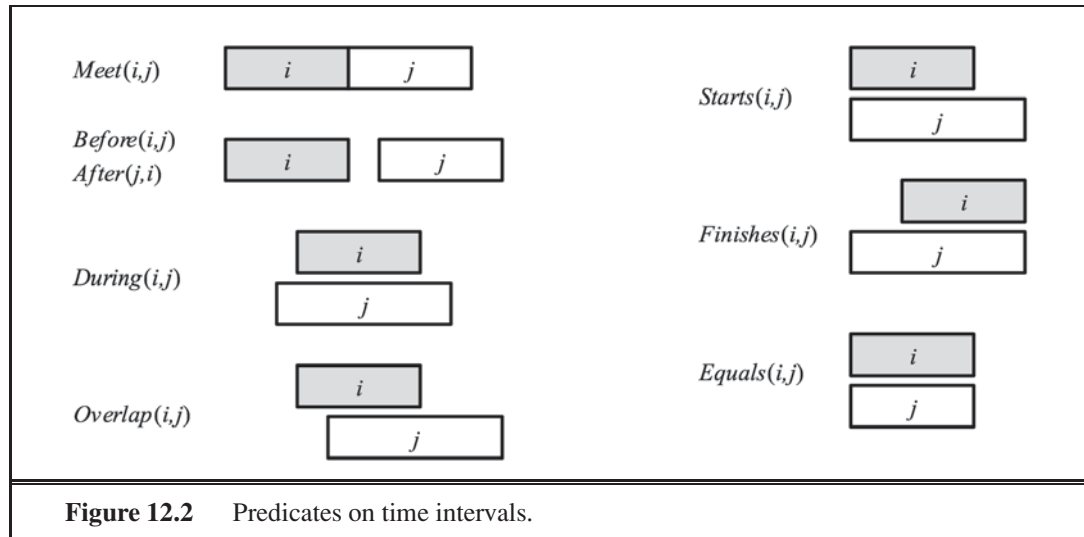 Meet(i,j)
i
j
Before(i,j)
After(j,i)
i
j
During(i,j)
i
j
Overlap(i,j)
i
j
Starts(i,j)
i
j
Finishes(i,j)
i
j
Equals(i,j)
i
j
Figure 12.2 Predicates on time intervals.